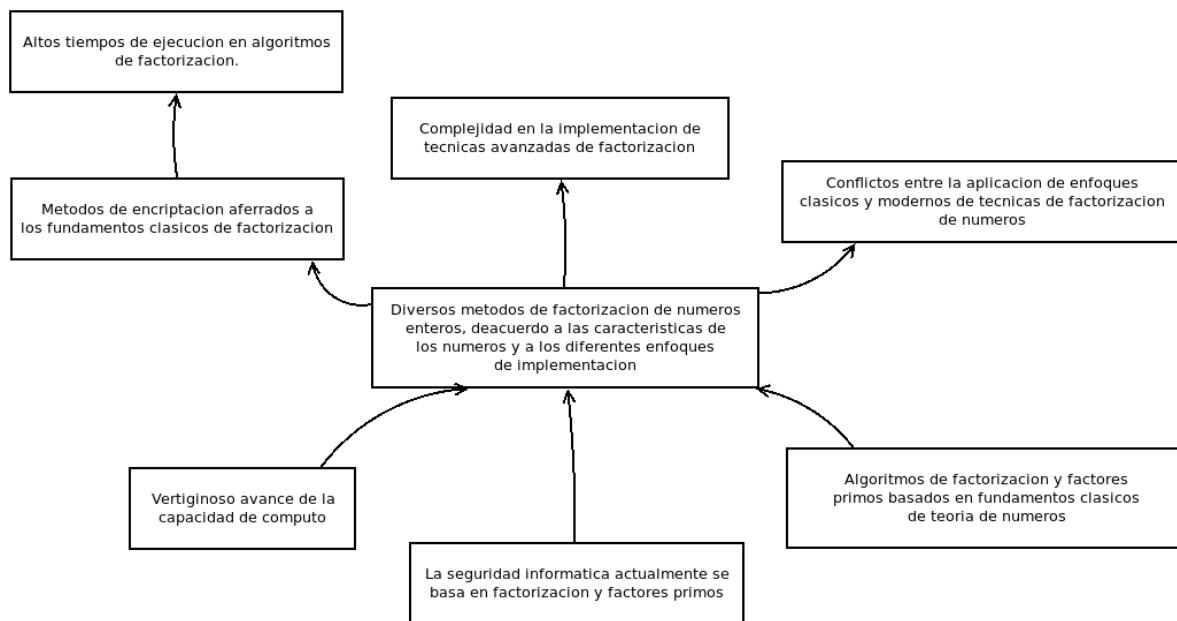 Altos tiempos de ejecucion en algoritmos
de factorizacion.
Complejidad en la implementacion de
tecnicas avanzadas de factorizacion
Conflictos entre la aplicacion de enfoques
clasicos y modernos de tecnicas de factorizacion
de numeros
Metodos de encriptacion aferrados a
los fundamentos clasicos de factorizacion
Diversos metodos de factorizacion de numeros
enteros, deacuerdo a las caracteristicas de
los numeros y a los diferentes enfoques
de implementacion
Vertiginoso avance de la
capacidad de computo
La seguridad informatica actualmente se
basa en factorizacion y factores primos
Algoritmos de factorizacion y factores
primos basados en fundamentos clasicos
de teoria de numeros